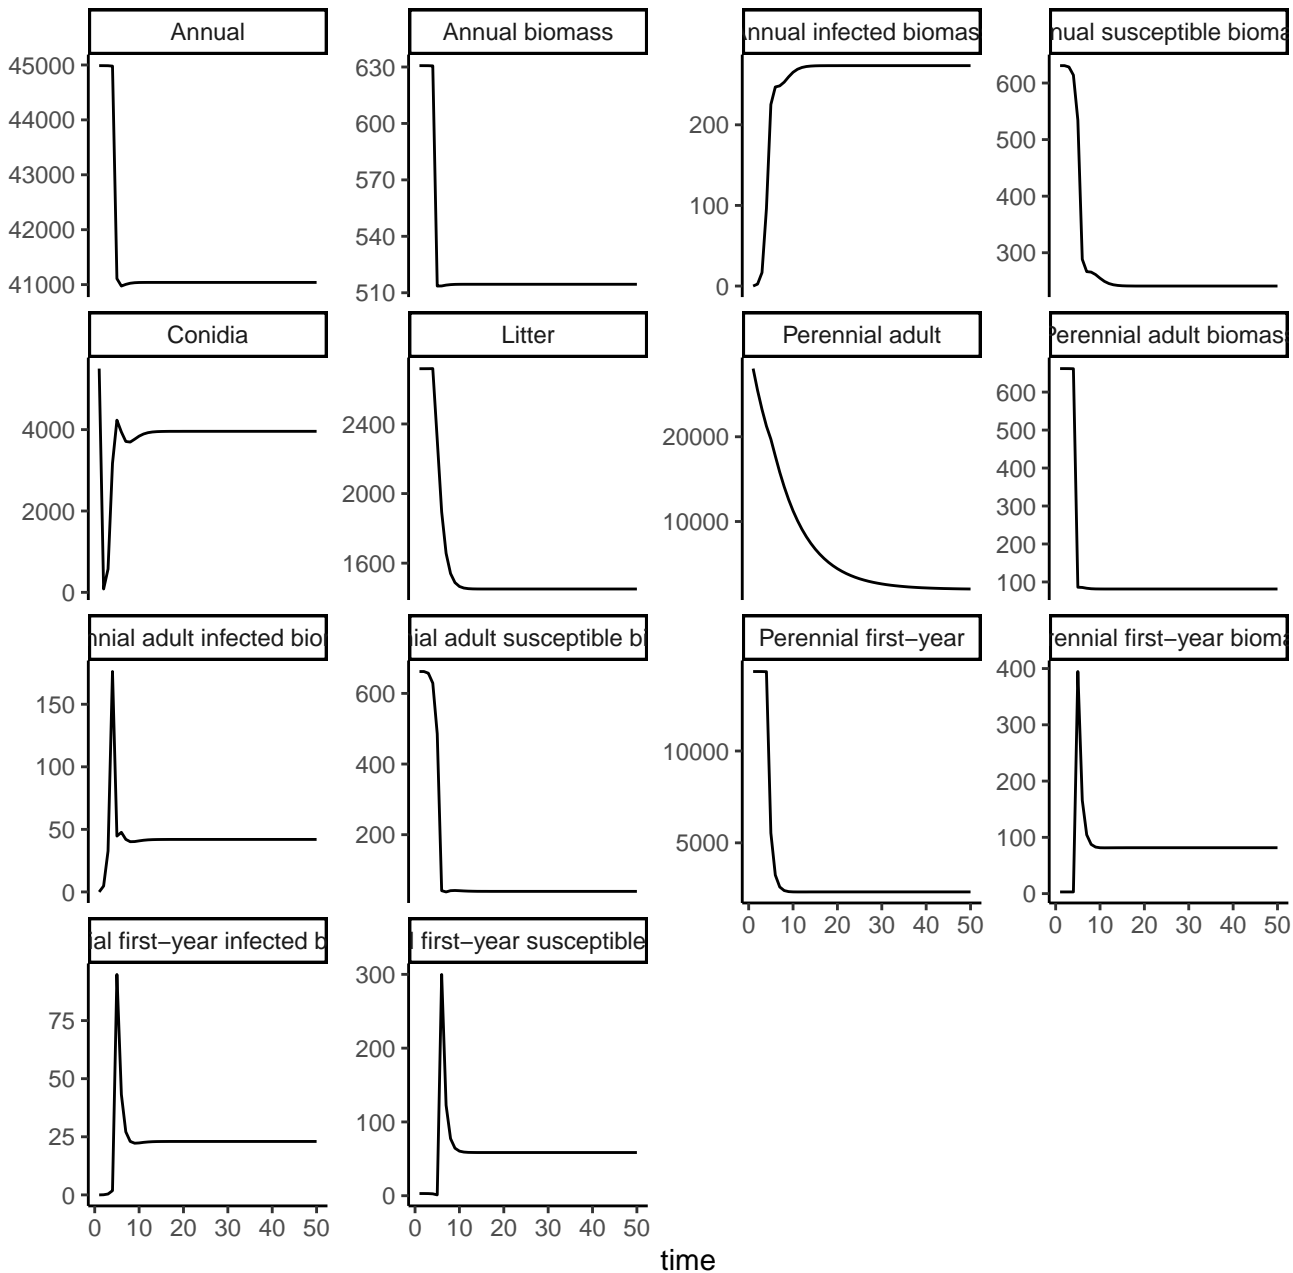 Annual
Annual biomass
Annual infected biomas
nual susceptible bioma
45000
44000
43000
42000
41000
630
600
570
540
510
200
100
0
600
500
400
300
Conidia
Litter
Perennial adult
Perennial adult biomass
4000
2000
0
2400
2000
1600
20000
10000
600
500
400
300
200
100
nnial adult infected bion
nial adult susceptible bi
Perennial first−year
rennial first−year bioma
150
100
50
0
600
400
200
10000
5000
400
300
200
100
0
0 10 20 30 40 50
0 10 20 30 40 50
ial first−year infected b
l first−year susceptible
75
50
25
0
300
200
100
0
0 10 20 30 40 50
0 10 20 30 40 50
time